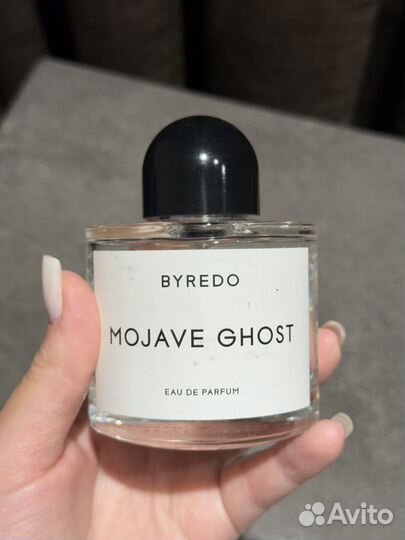 BYREDO
MOJAVE GHOST
EAU DE PARFUM
Avito